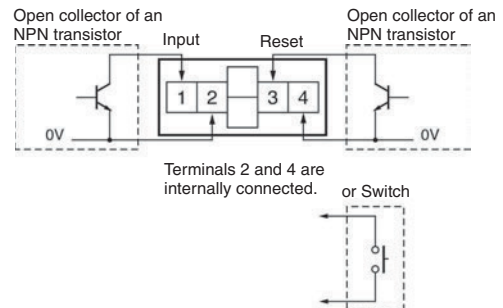 Open collector of an
NPN transistor
Open collector of an
NPN transistor
Input
Reset
1 2 3 4
0V
0V
Terminals 2 and 4 are
internally connected.
or Switch